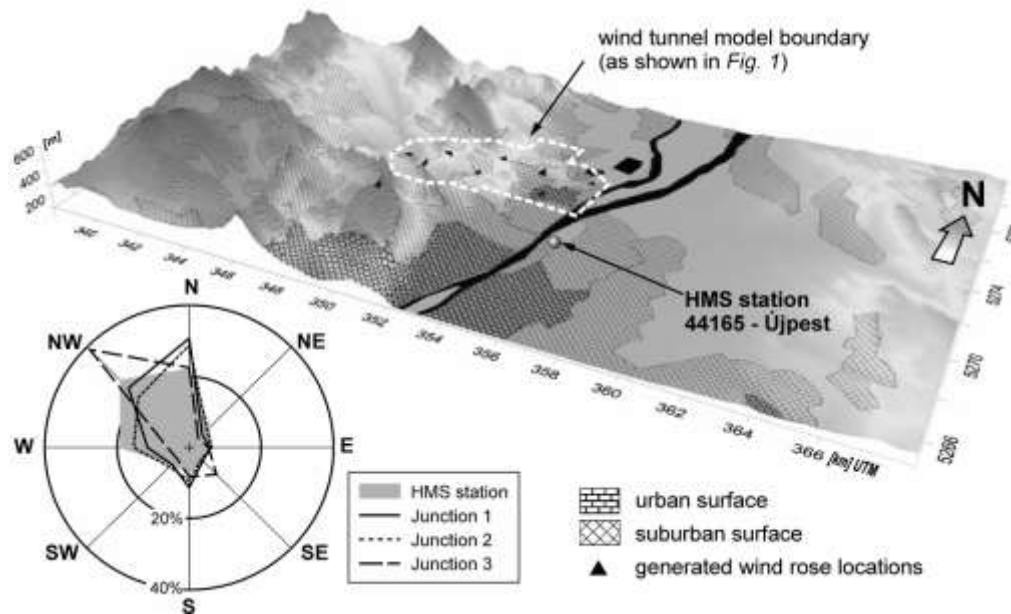 wind tunnel model boundary
(as shown in Fig. 1)
[m]
600
400
200
340
342
344
346
348
350
352
354
356
358
360
362
364
366 [km] UTM
5266
5270
5274
N
HMS station
44165 - Újpest
N
NE
E
SE
S
SW
W
NW
20%
40%
HMS station
Junction 1
Junction 2
Junction 3
urban surface
suburban surface
generated wind rose locations